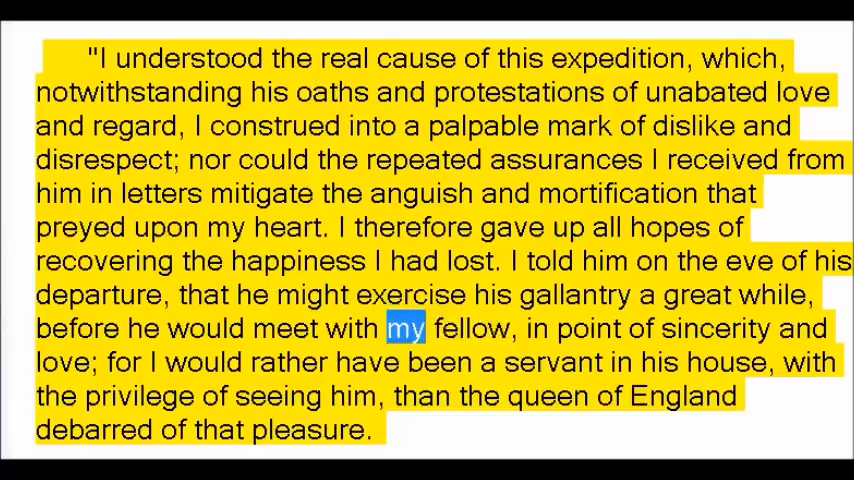 "I understood the real cause of this expedition, which,
notwithstanding his oaths and protestations of unabated love
and regard, I construed into a palpable mark of dislike and
disrespect; nor could the repeated assurances I received from
him in letters mitigate the anguish and mortification that
preyed upon my heart. I therefore gave up all hopes of
recovering the happiness I had lost. I told him on the eve of his
departure, that he might exercise his gallantry a great while,
before he would meet with my fellow, in point of sincerity and
love; for I would rather have been a servant in his house, with
the privilege of seeing him, than the queen of England
debarred of that pleasure.